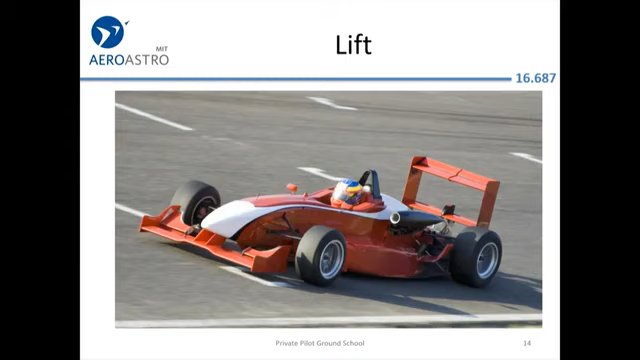 Lift
MIT
AEROASTRO
16.687
Private Pilot Ground School
14